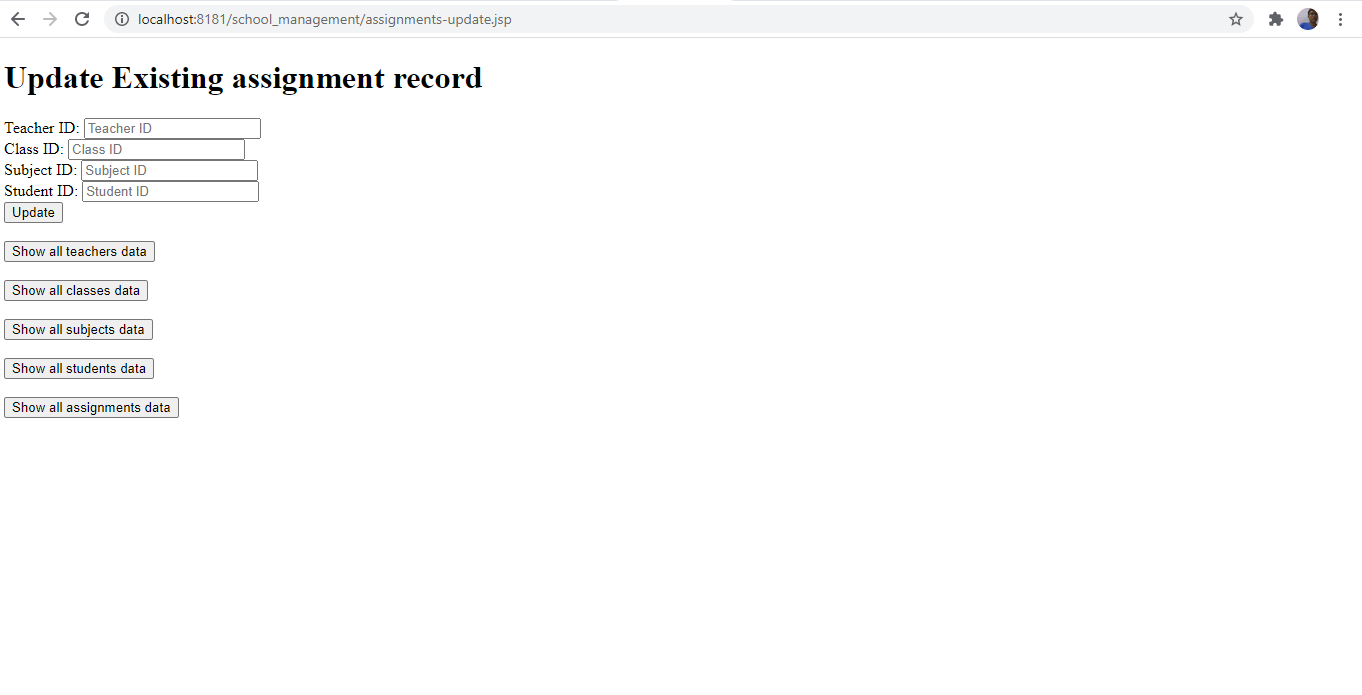 localhost:8181/school_management/assignments-update.jsp
Update Existing assignment record
Teacher ID: Teacher ID
Class ID: Class ID
Subject ID: Subject ID
Student ID: Student ID
Update
Show all teachers data
Show all classes data
Show all subjects data
Show all students data
Show all assignments data